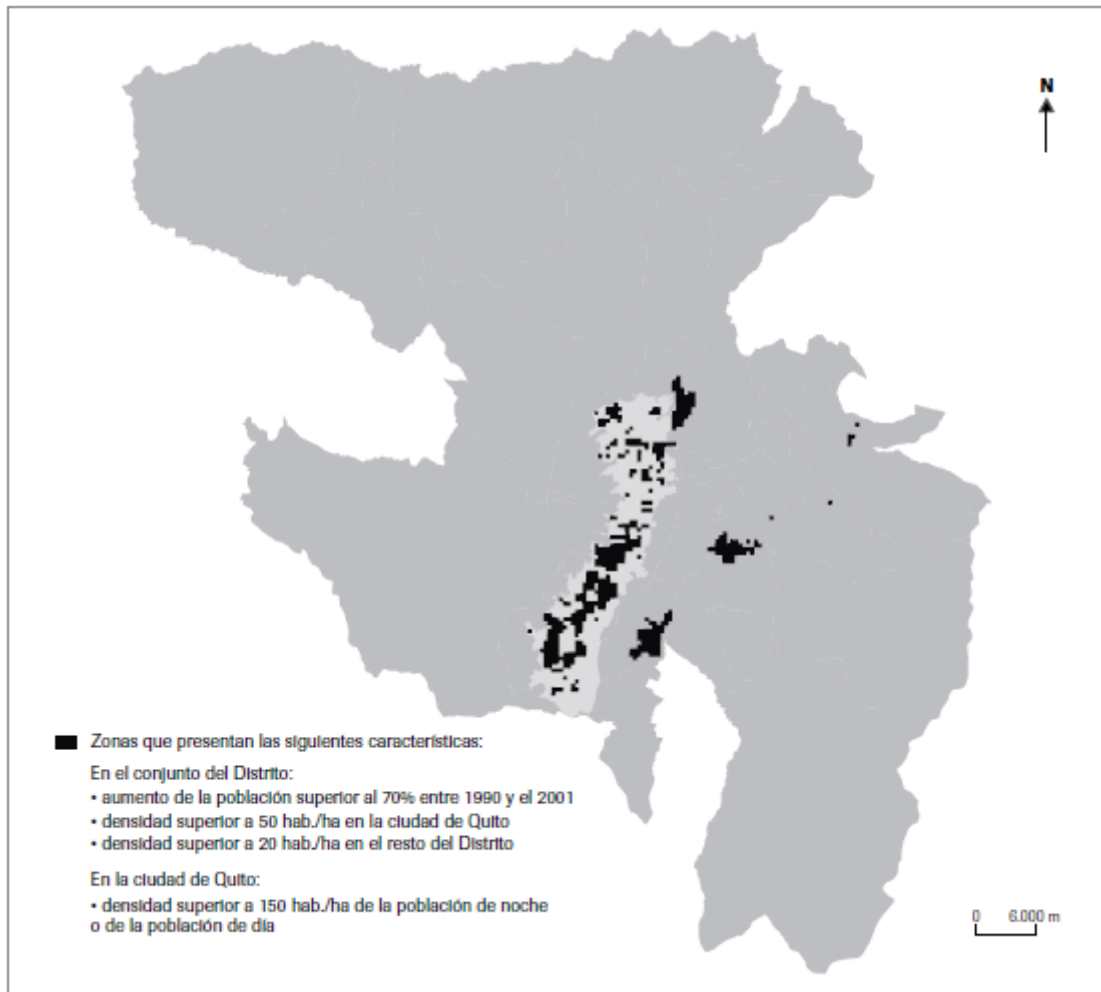 N
Zonas que presentan las siguientes características:
En el conjunto del Distrito:
• aumento de la población superior al 70% entre 1990 y el 2001
• densidad superior a 50 hab./ha en la ciudad de Quito
• densidad superior a 20 hab./ha en el resto del Distrito
En la ciudad de Quito:
• densidad superior a 150 hab./ha de la población de noche
o de la población de día
0 6.000 m